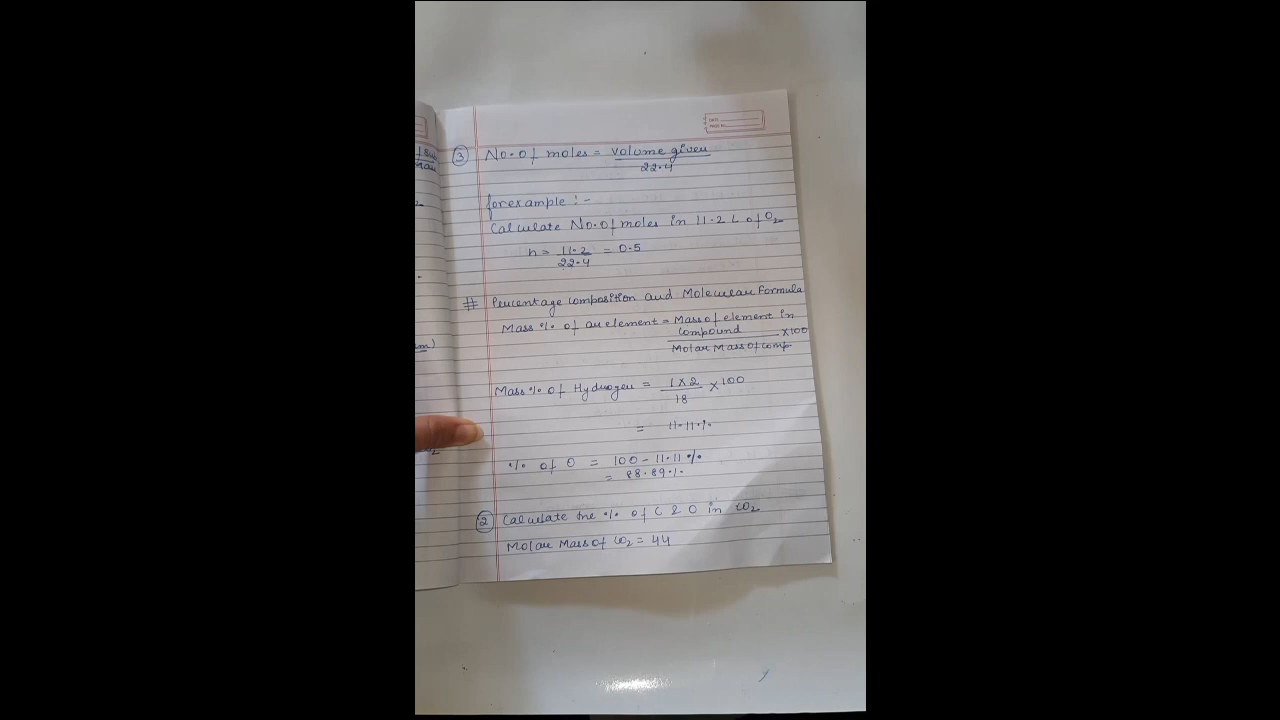 DATE
PAGE No.
3 No. of moles = Volume given
22.4
for example :-
Calculate No. of moles in 11.2 L of O2
n = 11.2 = 0.5
22.4
# Percentage composition and Molecular Formula
Mass % of an element = Mass of element in
compound ×100
Molar Mass of comp
Mass % of Hydrogen = 1×2 ×100
18
= 11.11%
% of O = 100 - 11.11%
= 88.89%
2 Calculate the % of C & O in CO2
Molar Mass of CO2 = 44